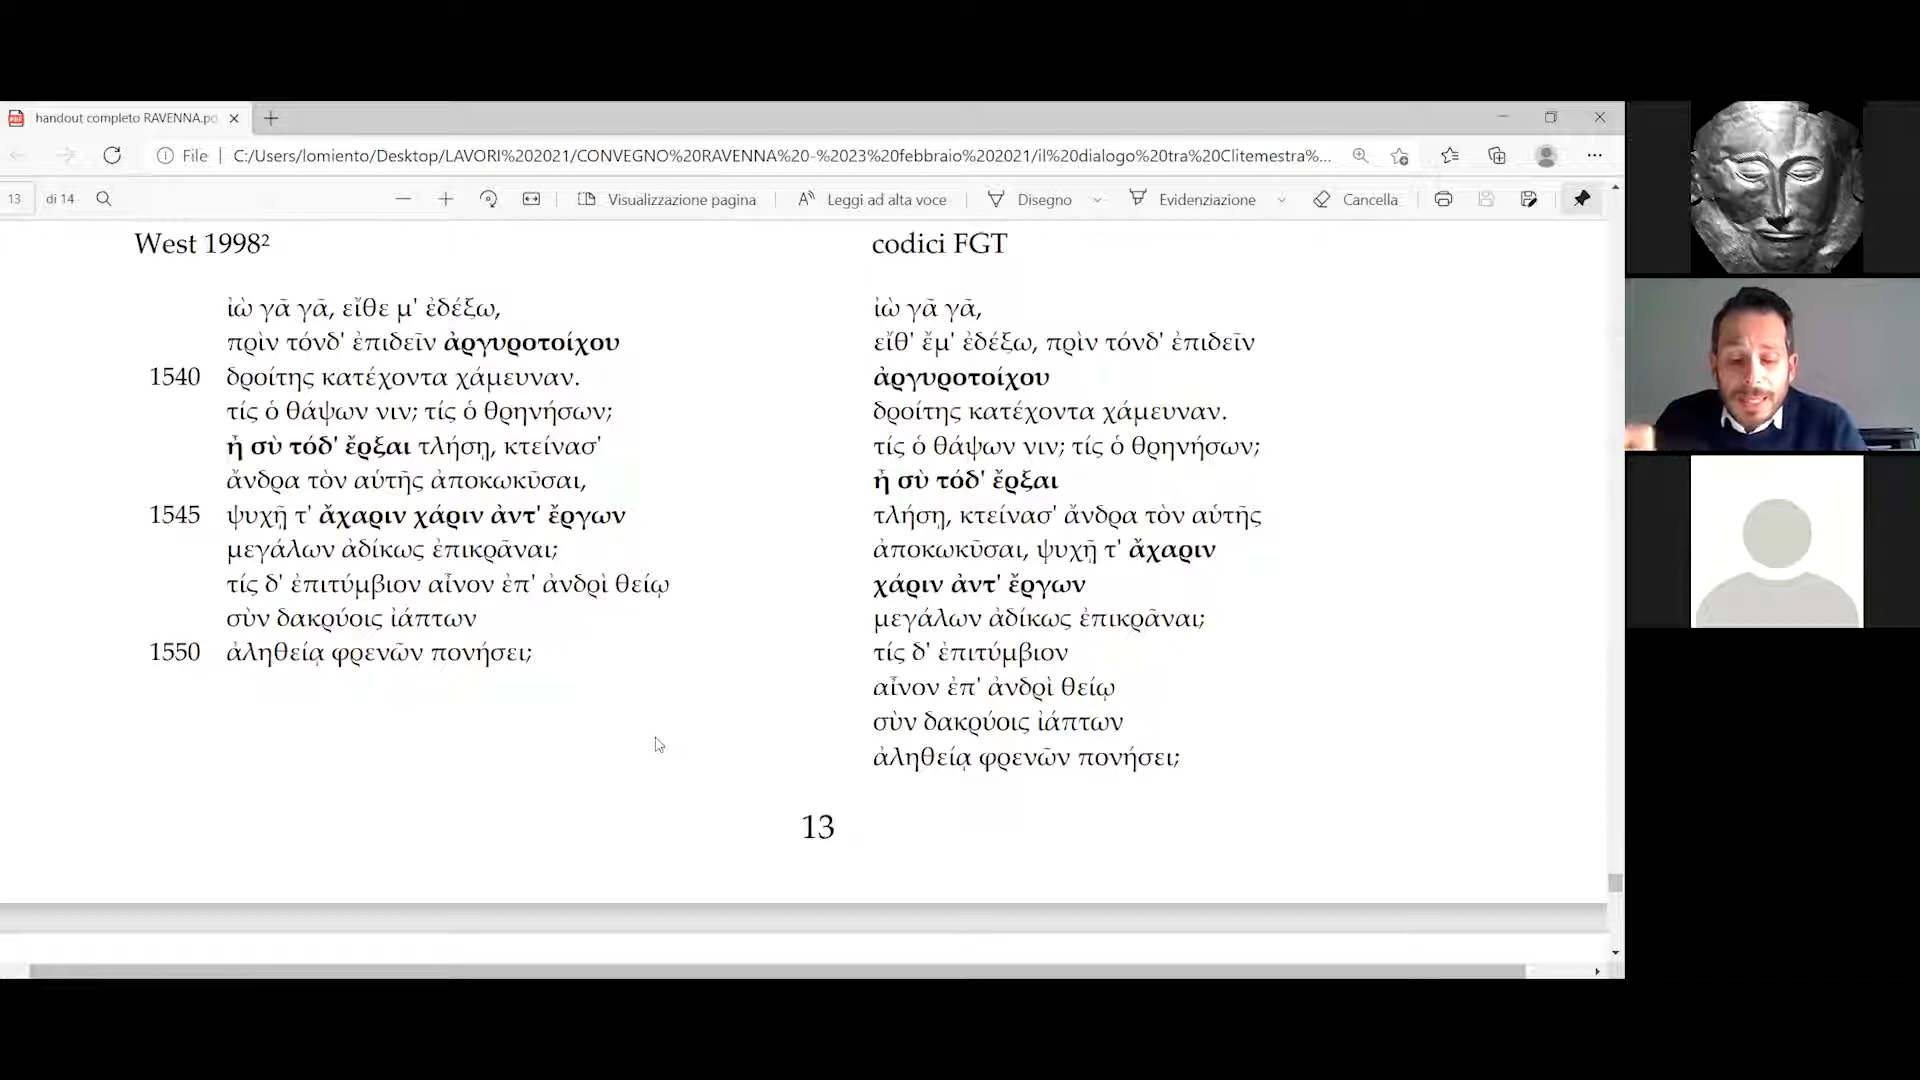 handout completo RAVENNA.pd
File
C:/Users/lomiento/Desktop/LAVORI%202021/CONVEGNO%20RAVENNA%20-%2023%20febbraio%202021/il%20dialogo%20tra%20Clitemestra%...
13 di 14
Visualizzazione pagina
Leggi ad alta voce
Disegno
Evidenziazione
Cancella
West 1998²
ἰὼ γᾶ γᾶ, εἴθε μ' ἐδέξω,
πρὶν τόνδ' ἐπιδεῖν ἀργυροτοίχου
1540 δροίτης κατέχοντα χάμευναν.
τίς ὁ θάψων νιν; τίς ὁ θρηνήσων;
ἦ σὺ τόδ' ἔρξαι τλήσῃ, κτείνασ'
ἄνδρα τὸν αὑτῆς ἀποκωκῦσαι,
1545 ψυχῇ τ' ἄχαριν χάριν ἀντ' ἔργων
μεγάλων ἀδίκως ἐπικρᾶναι;
τίς δ' ἐπιτύμβιον αἶνον ἐπ' ἀνδρὶ θείῳ
σὺν δακρύοις ἰάπτων
1550 ἀληθείᾳ φρενῶν πονήσει;
codici FGT
ἰὼ γᾶ γᾶ,
εἴθ' ἔμ' ἐδέξω, πρὶν τόνδ' ἐπιδεῖν
ἀργυροτοίχου
δροίτης κατέχοντα χάμευναν.
τίς ὁ θάψων νιν; τίς ὁ θρηνήσων;
ἦ σὺ τόδ' ἔρξαι
τλήσῃ, κτείνασ' ἄνδρα τὸν αὑτῆς
ἀποκωκῦσαι, ψυχῇ τ' ἄχαριν
χάριν ἀντ' ἔργων
μεγάλων ἀδίκως ἐπικρᾶναι;
τίς δ' ἐπιτύμβιον
αἶνον ἐπ' ἀνδρὶ θείῳ
σὺν δακρύοις ἰάπτων
ἀληθείᾳ φρενῶν πονήσει;
13